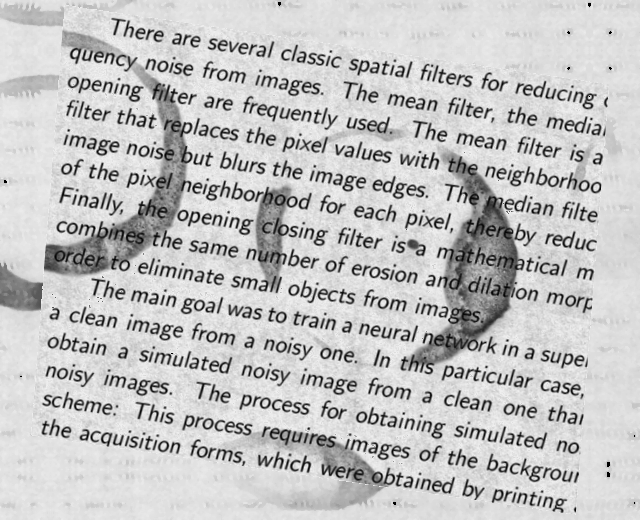 There are several classic spatial filters for reducing
quency noise from images. The mean filter, the median
opening filter are frequently used. The mean filter is a
filter that replaces the pixel values with the neighborhoo
image noise but blurs the image edges. The median filte
of the pixel neighborhood for each pixel, thereby reduc
Finally, the opening closing filter is a mathematical m
combines the same number of erosion and dilation morp
order to eliminate small objects from images.
The main goal was to train a neural network in a super
a clean image from a noisy one. In this particular case,
obtain a simulated noisy image from a clean one than
noisy images. The process for obtaining simulated no
scheme: This process requires images of the backgroun
the acquisition forms, which were obtained by printing